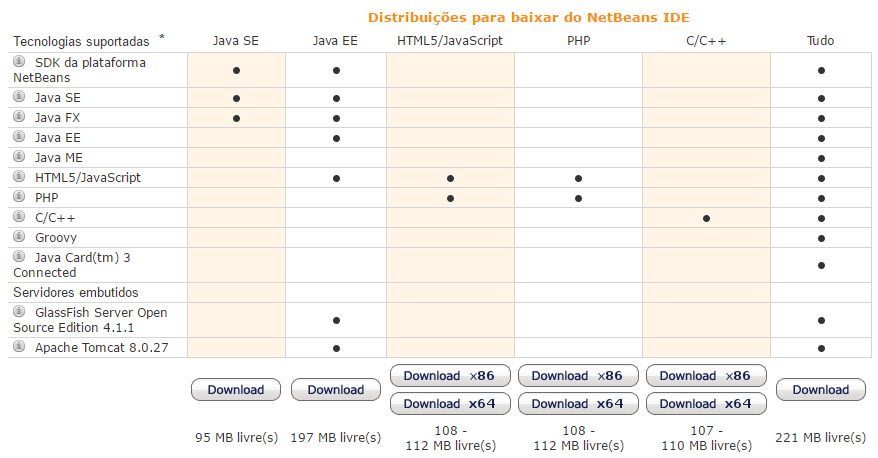 Distribuições para baixar do NetBeans IDE
Tecnologias suportadas * Java SE Java EE HTML5/JavaScript PHP C/C++ Tudo
SDK da plataforma
NetBeans
Java SE
Java FX
Java EE
Java ME
HTML5/JavaScript
PHP
C/C++
Groovy
Java Card(tm) 3
Connected
Servidores embutidos
GlassFish Server Open
Source Edition 4.1.1
Apache Tomcat 8.0.27
Download Download Download x86 Download x86 Download x86 Download
Download x64 Download x64 Download x64
95 MB livre(s) 197 MB livre(s) 108 - 108 - 107 - 221 MB livre(s)
112 MB livre(s) 112 MB livre(s) 110 MB livre(s)